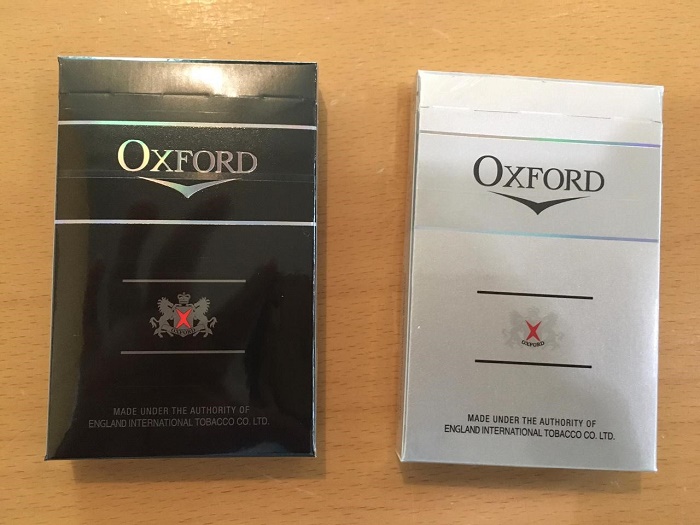 OXFORD
OXFORD
MADE UNDER THE AUTHORITY OF
ENGLAND INTERNATIONAL TOBACCO CO. LTD.
OXFORD
OXFORD
MADE UNDER THE AUTHORITY OF
ENGLAND INTERNATIONAL TOBACCO CO. LTD.